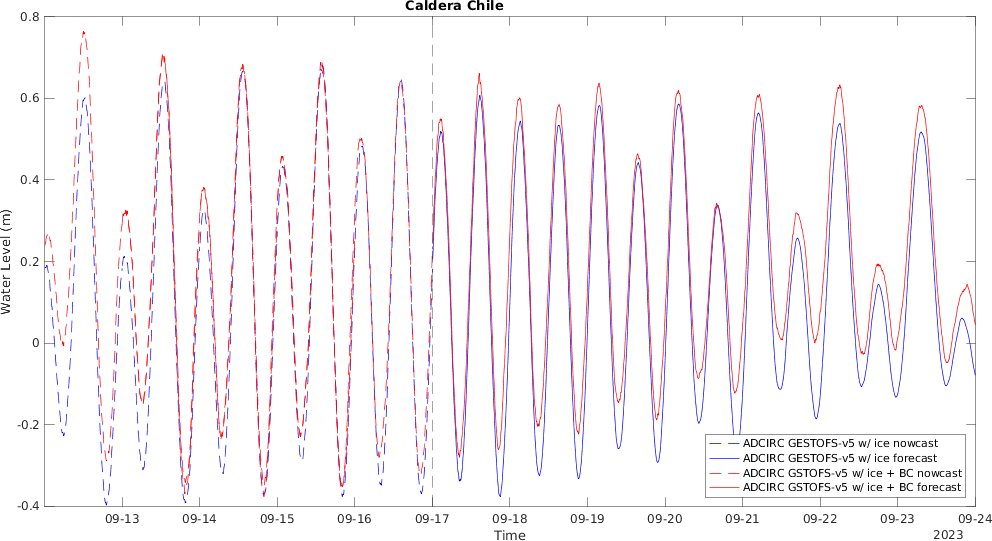 Caldera Chile
0.8
0.6
0.4
0.2
0
-0.2
-0.4
Water Level (m)
ADCIRC GESTOFS-v5 w/ ice nowcast
ADCIRC GESTOFS-v5 w/ ice forecast
ADCIRC GSTOFS-v5 w/ ice + BC nowcast
ADCIRC GSTOFS-v5 w/ ice + BC forecast
09-13 09-14 09-15 09-16 09-17 09-18 09-19 09-20 09-21 09-22 09-23 09-24
Time
2023